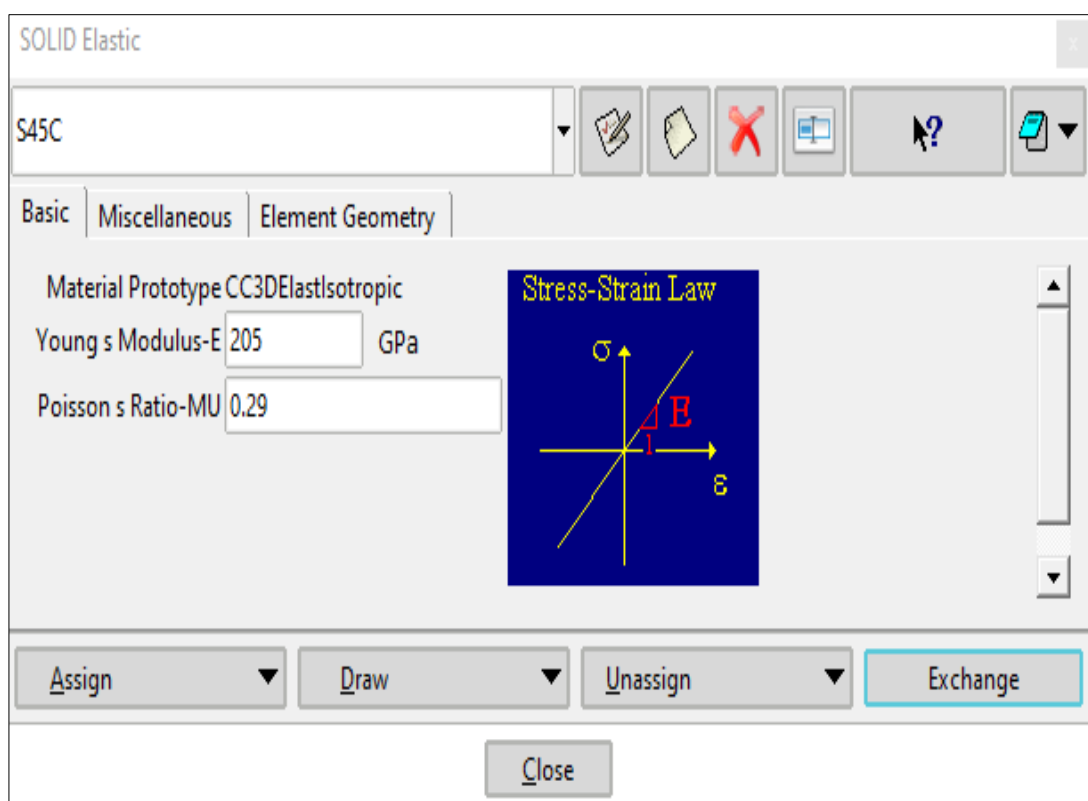 SOLID Elastic
x
S45C
?
Basic Miscellaneous Element Geometry
Material Prototype CC3DElastIsotropic
Young s Modulus-E 205 GPa
Poisson s Ratio-MU 0.29
Stress-Strain Law
σ
E
1
ε
Assign Draw Unassign Exchange
Close